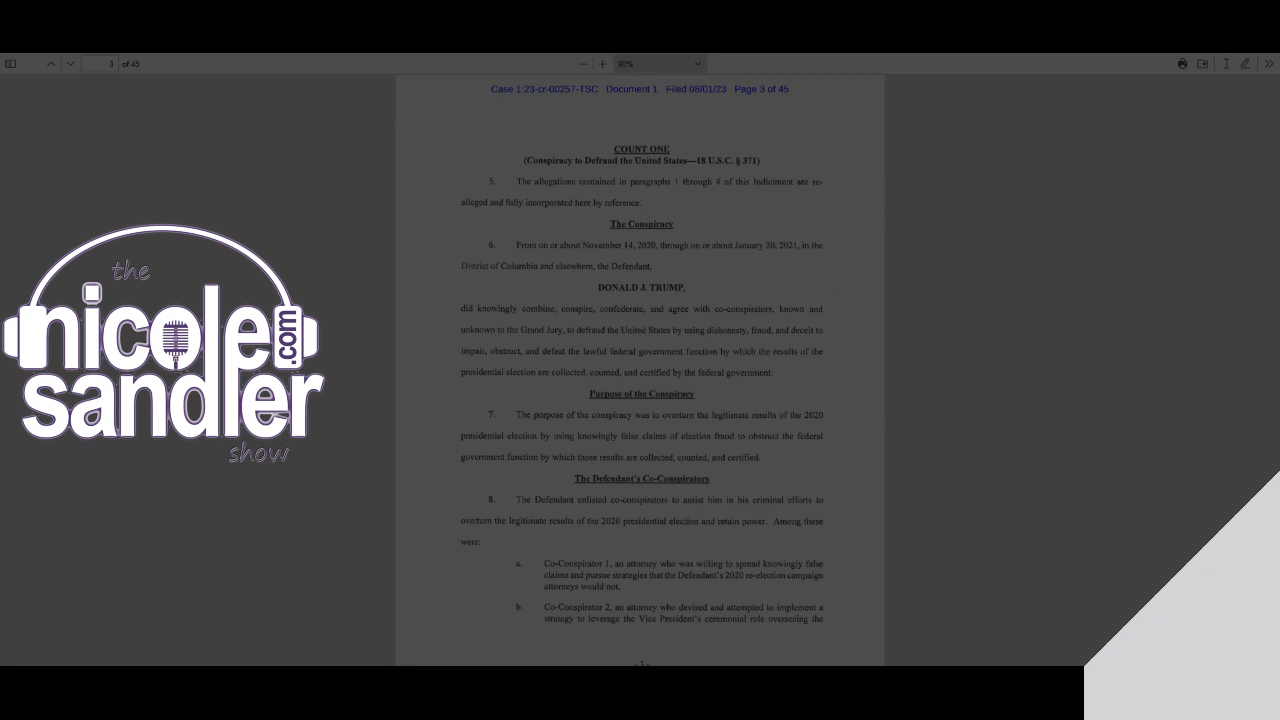 3 of 45
90%
Case 1:23-cr-00257-TSC Document 1 Filed 08/01/23 Page 3 of 45
COUNT ONE
(Conspiracy to Defraud the United States—18 U.S.C. § 371)
5. The allegations contained in paragraphs 1 through 4 of this Indictment are re-
alleged and fully incorporated here by reference.
The Conspiracy
6. From on or about November 14, 2020, through on or about January 20, 2021, in the
District of Columbia and elsewhere, the Defendant,
DONALD J. TRUMP,
did knowingly combine, conspire, confederate, and agree with co-conspirators, known and
unknown to the Grand Jury, to defraud the United States by using dishonesty, fraud, and deceit to
impair, obstruct, and defeat the lawful federal government function by which the results of the
presidential election are collected, counted, and certified by the federal government.
Purpose of the Conspiracy
7. The purpose of the conspiracy was to overturn the legitimate results of the 2020
presidential election by using knowingly false claims of election fraud to obstruct the federal
government function by which those results are collected, counted, and certified.
The Defendant's Co-Conspirators
8. The Defendant enlisted co-conspirators to assist him in his criminal efforts to
overturn the legitimate results of the 2020 presidential election and retain power. Among these
were:
a. Co-Conspirator 1, an attorney who was willing to spread knowingly false
claims and pursue strategies that the Defendant's 2020 re-election campaign
attorneys would not.
b. Co-Conspirator 2, an attorney who devised and attempted to implement a
strategy to leverage the Vice President's ceremonial role overseeing the
- 3 -
the
nicole
.com
sandler
show